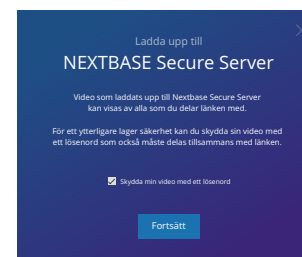 Ladda upp till
NEXTBASE Secure Server
Video som laddats upp till Nextbase Secure Server
kan visas av alla som du delar länken med.
För ett ytterligare lager säkerhet kan du skydda sin video med
ett lösenord som också måste delas tillsammans med länken.
Skydda min video med ett lösenord
Fortsätt